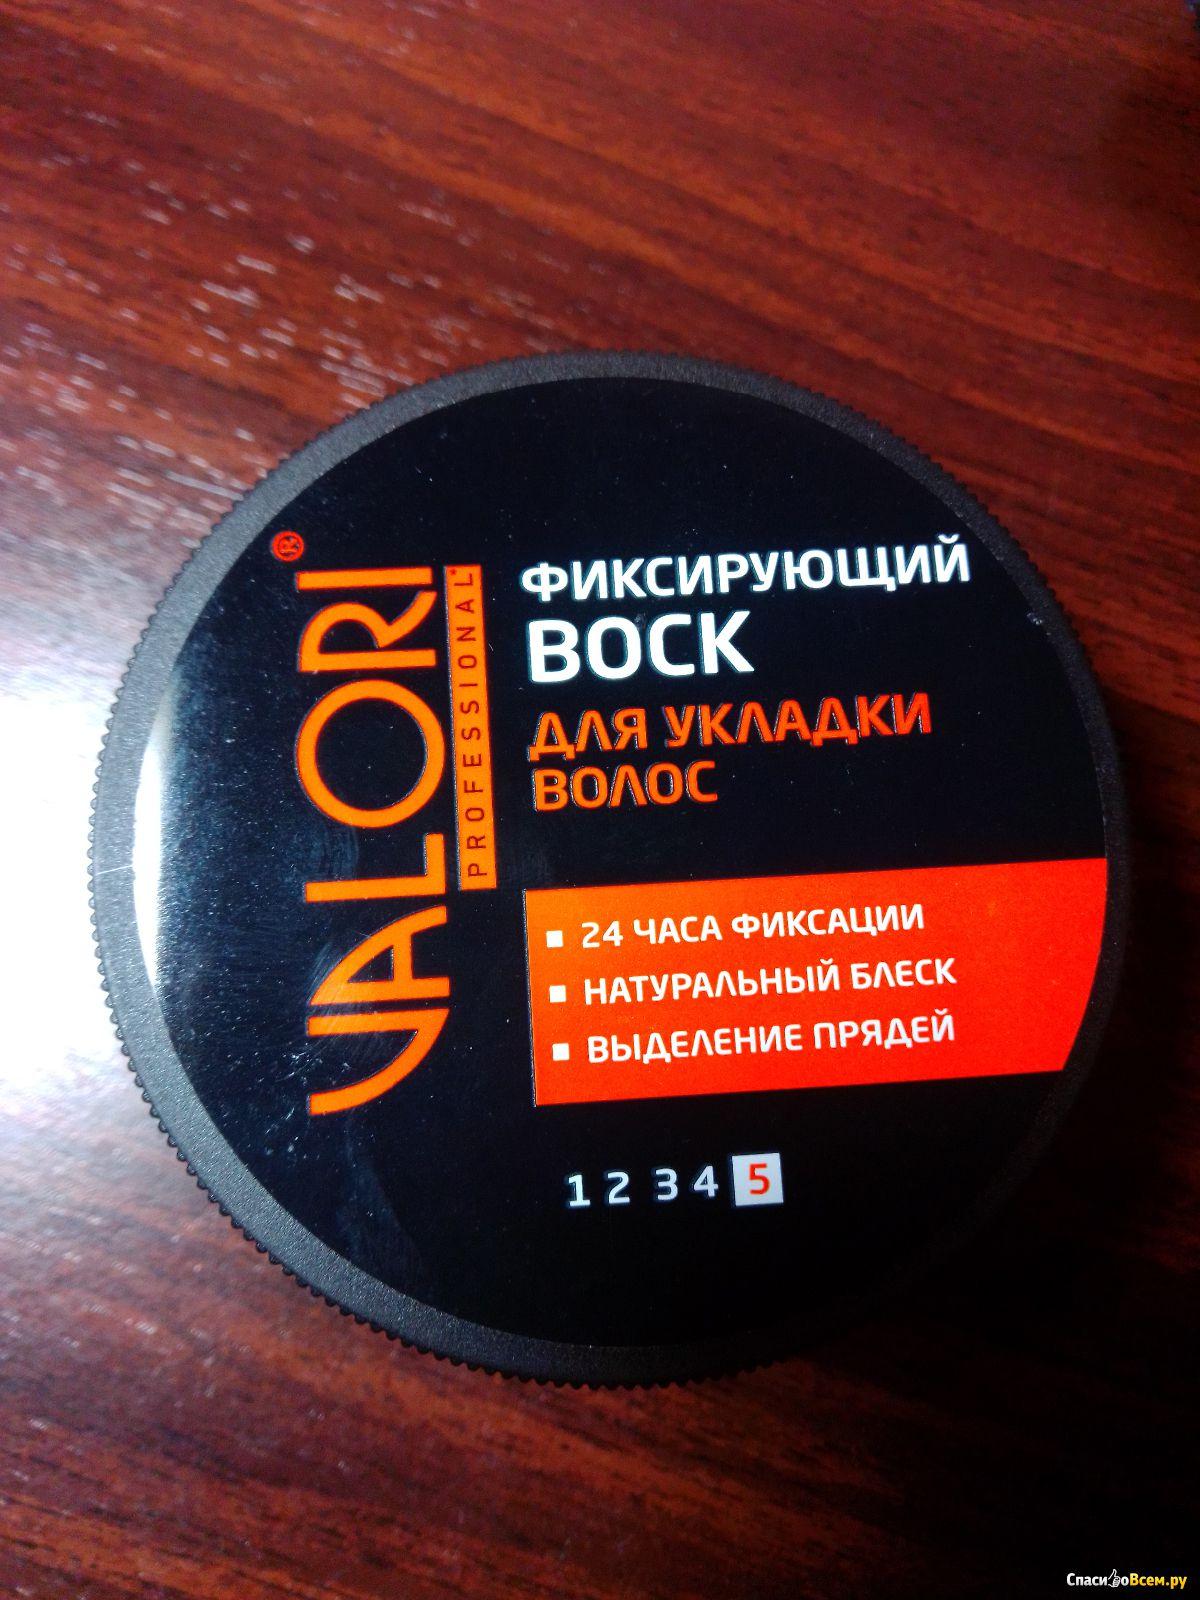 VALORI®
PROFESSIONAL*
ФИКСИРУЮЩИЙ
ВОСК
ДЛЯ УКЛАДКИ
ВОЛОС
▪ 24 ЧАСА ФИКСАЦИИ
▪ НАТУРАЛЬНЫЙ БЛЕСК
▪ ВЫДЕЛЕНИЕ ПРЯДЕЙ
1 2 3 4 5
СпасибоВсем.ру